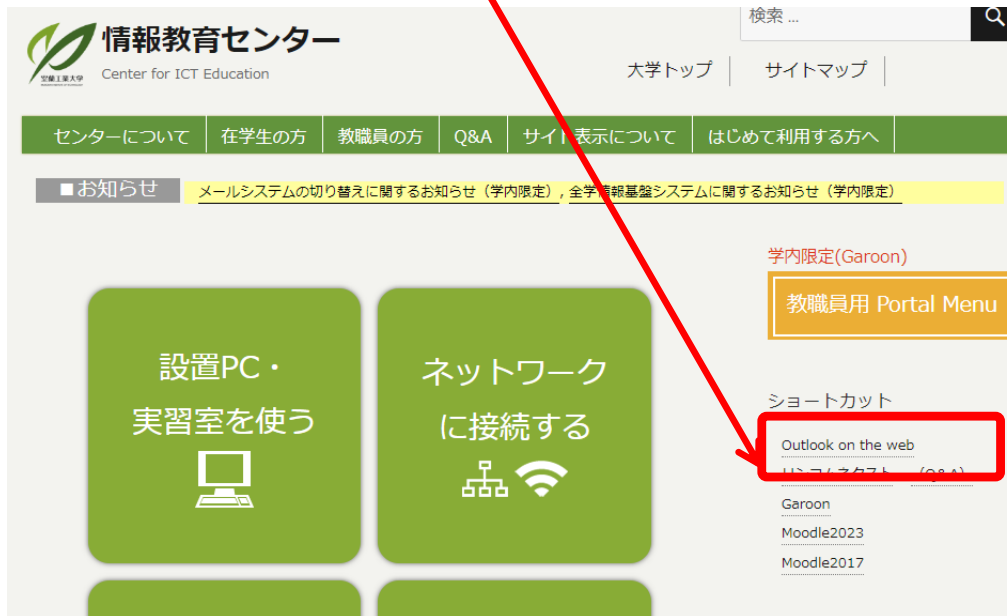 検索 ...
情報教育センター
Center for ICT Education
室蘭工業大学
大学トップ
サイトマップ
センターについて
在学生の方
教職員の方
Q&A
サイト表示について
はじめて利用する方へ
■お知らせ
メールシステムの切り替えに関するお知らせ（学内限定）, 全学情報基盤システムに関するお知らせ（学内限定）
学内限定(Garoon)
教職員用 Portal Menu
設置PC・
実習室を使う
ネットワーク
に接続する
ショートカット
Outlook on the web
(Q&A)
Garoon
Moodle2023
Moodle2017